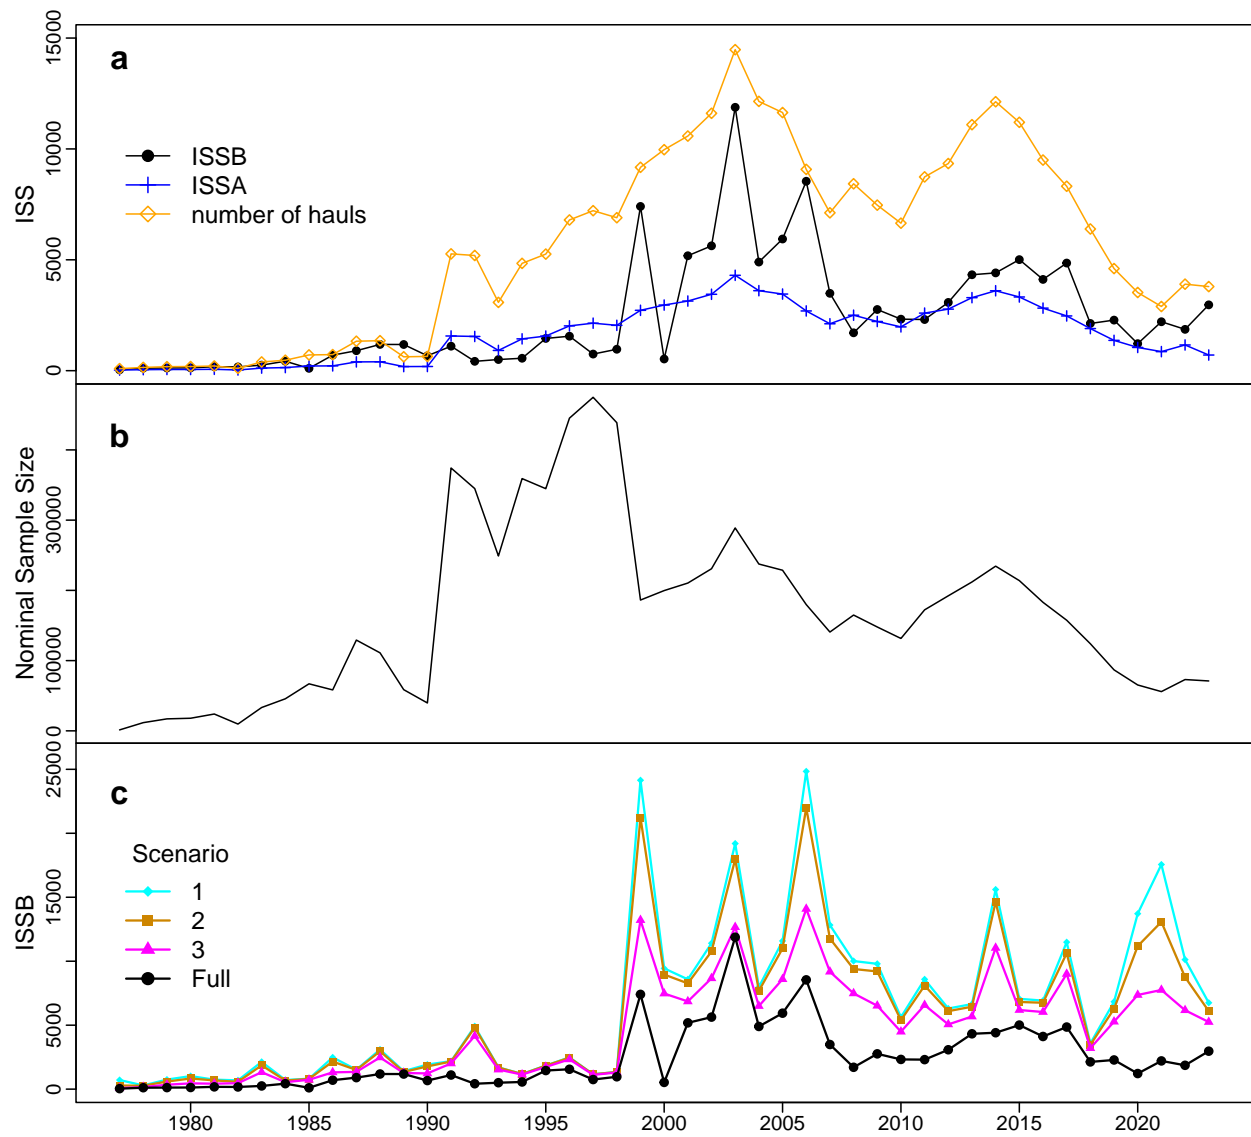 a
15000
10000
5000
0
ISS
ISSB
ISSA
number of hauls
b
300000
100000
0
Nominal Sample Size
c
25000
15000
5000
0
ISSB
Scenario
1
2
3
Full
1980 1985 1990 1995 2000 2005 2010 2015 2020